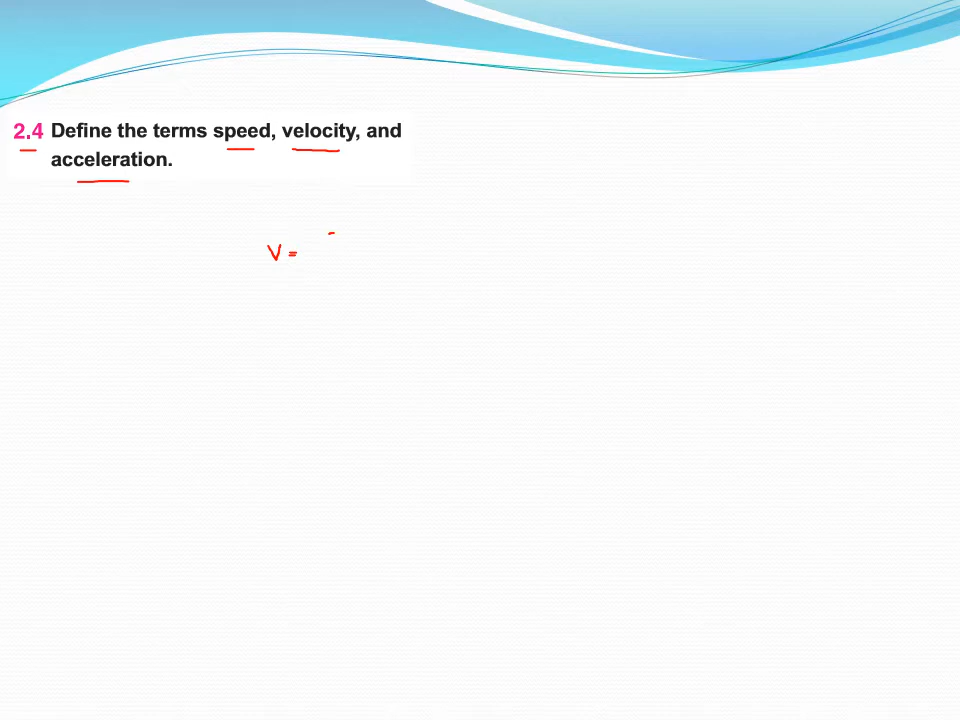 2.4 Define the terms speed, velocity, and
acceleration.
V =